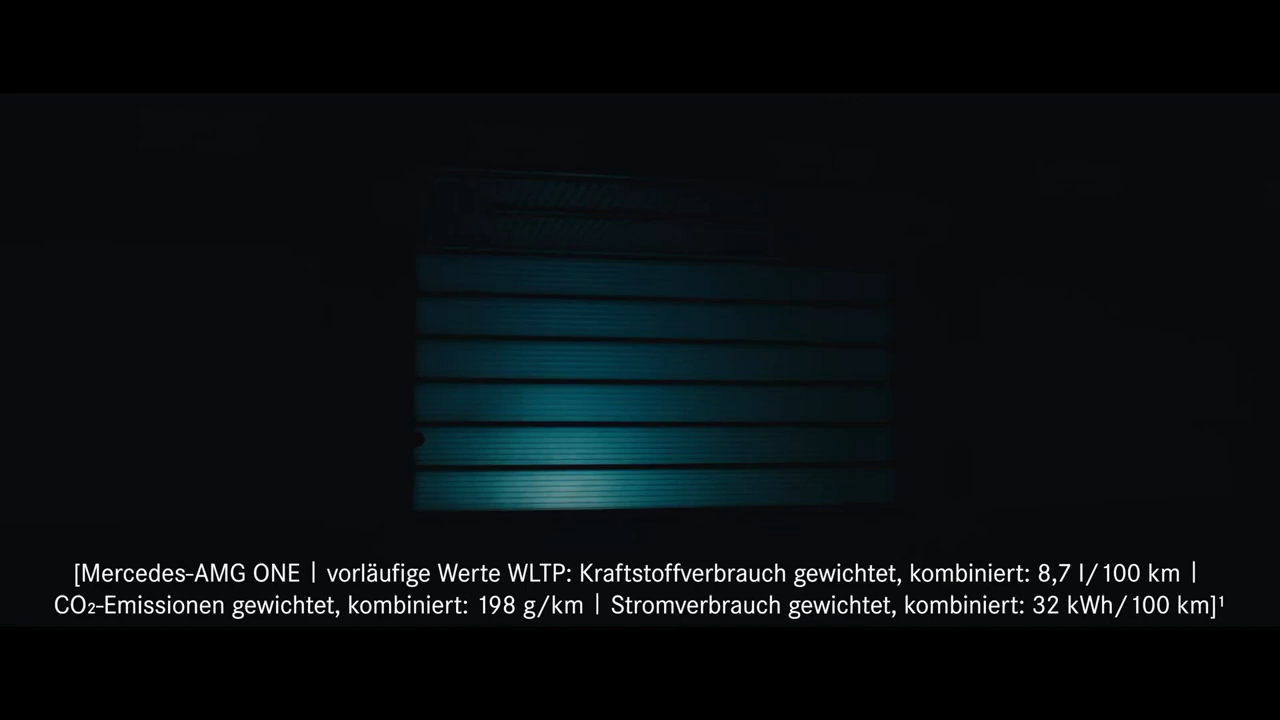 [Mercedes-AMG ONE | vorläufige Werte WLTP: Kraftstoffverbrauch gewichtet, kombiniert: 8,7 l/100 km |
CO₂-Emissionen gewichtet, kombiniert: 198 g/km | Stromverbrauch gewichtet, kombiniert: 32 kWh/100 km]¹